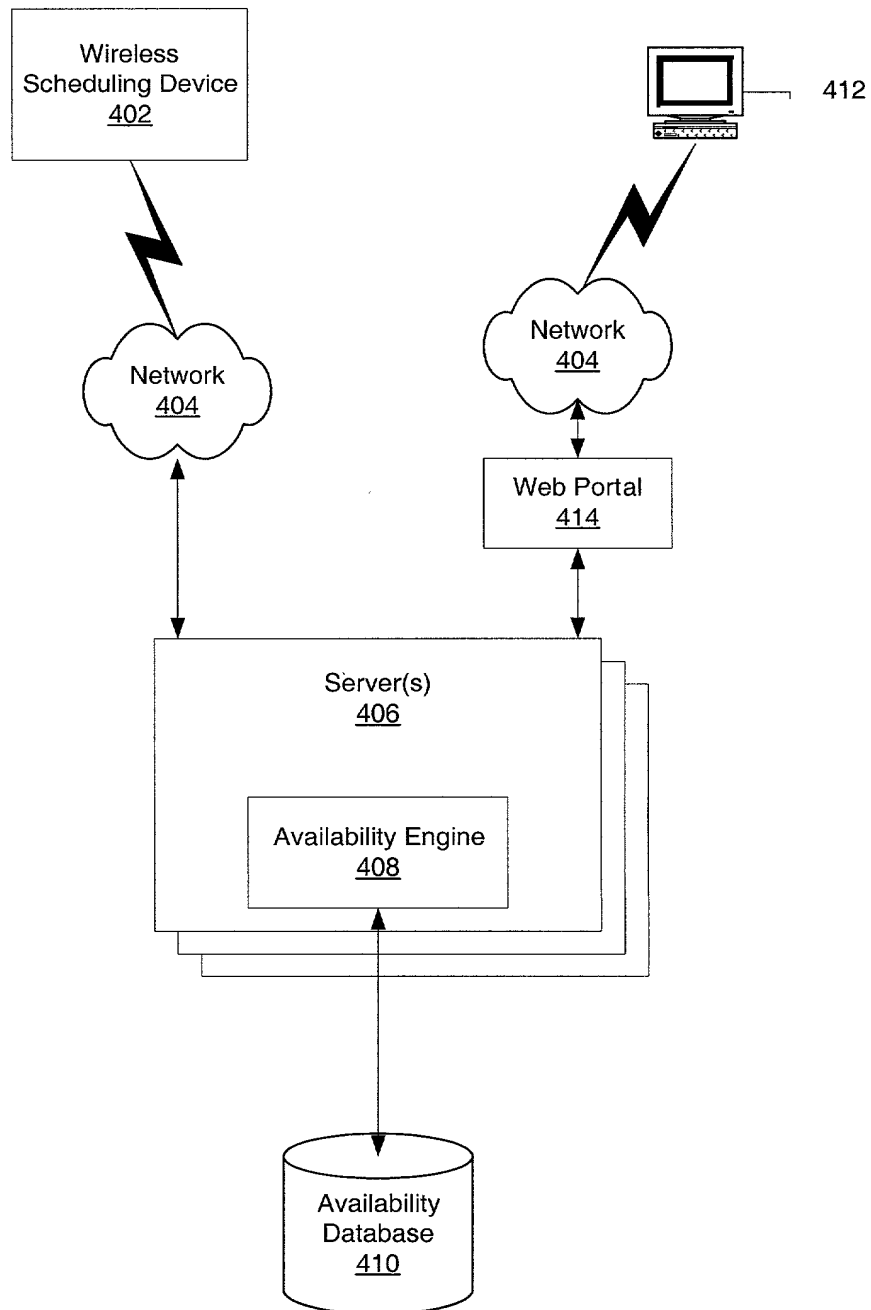 Wireless
Scheduling Device
402
412
Network
404
Network
404
Web Portal
414
Server(s)
406
Availability Engine
408
Availability
Database
410